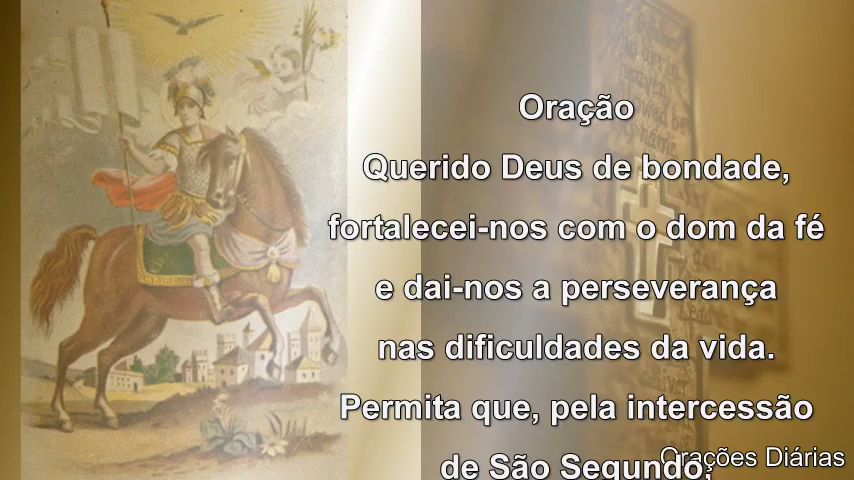 Oração
Querido Deus de bondade,
fortalecei-nos com o dom da fé
e dai-nos a perseverança
nas dificuldades da vida.
Permita que, pela intercessão
de São Segundo,
Orações Diárias